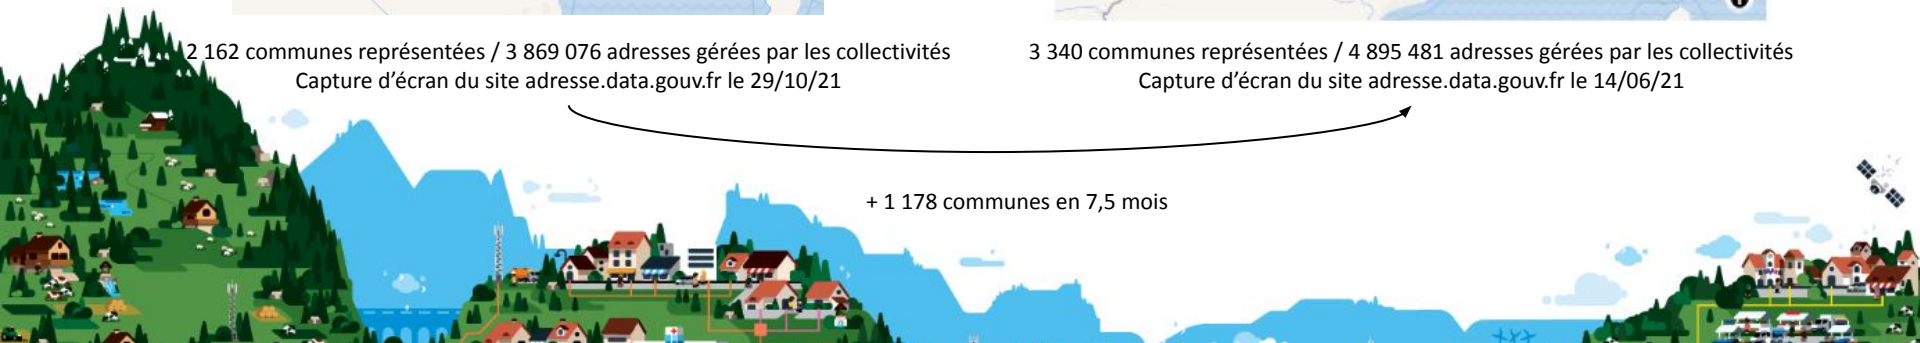 2 162 communes représentées / 3 869 076 adresses gérées par les collectivités
Capture d’écran du site adresse.data.gouv.fr le 29/10/21
3 340 communes représentées / 4 895 481 adresses gérées par les collectivités
Capture d’écran du site adresse.data.gouv.fr le 14/06/21
+ 1 178 communes en 7,5 mois